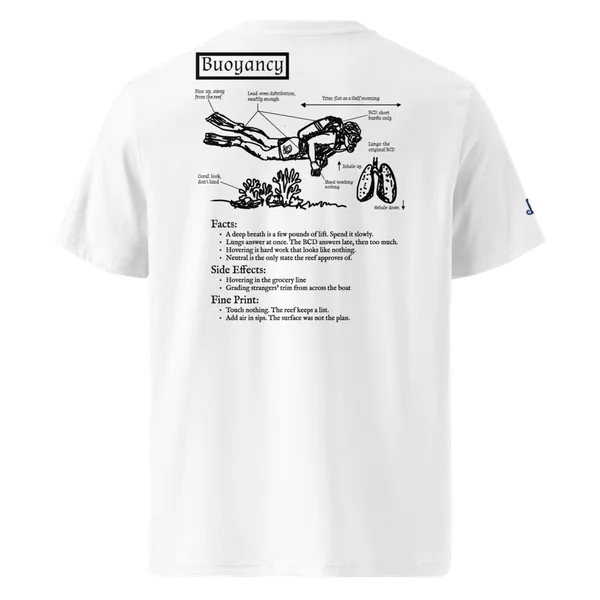 Buoyancy
Fins: up, away
from the reef
Lead: even distribution,
exactly enough
Trim: flat as a Gulf morning
BCD: short
bursts only
Lungs: the
original BCD
Inhale: up
Coral: look,
don't land
Hand: touching
nothing
Exhale: down
Facts:
• A deep breath is a few pounds of lift. Spend it slowly.
• Lungs answer at once. The BCD answers late, then too much.
• Hovering is hard work that looks like nothing.
• Neutral is the only state the reef approves of.
Side Effects:
• Hovering in the grocery line
• Grading strangers' trim from across the boat
Fine Print:
• Touch nothing. The reef keeps a list.
• Add air in sips. The surface was not the plan.